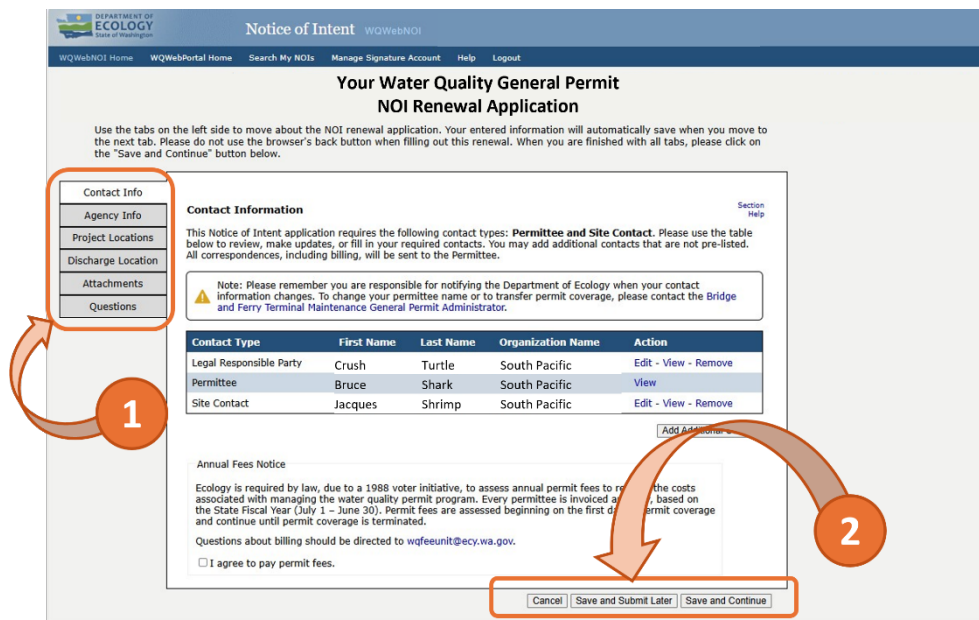 DEPARTMENT OF
ECOLOGY
State of Washington
Notice of Intent WQWebNOI
WQWebNOI Home WQWebPortal Home Search My NOIs Manage Signature Account Help Logout
Your Water Quality General Permit
NOI Renewal Application
Use the tabs on the left side to move about the NOI renewal application. Your entered information will automatically save when you move to
the next tab. Please do not use the browser's back button when filling out this renewal. When you are finished with all tabs, please click on
the "Save and Continue" button below.
Contact Info
Agency Info
Project Locations
Discharge Location
Attachments
Questions
1
Contact Information
Section
Help
This Notice of Intent application requires the following contact types: Permittee and Site Contact. Please use the table
below to review, make updates, or fill in your required contacts. You may add additional contacts that are not pre-listed.
All correspondences, including billing, will be sent to the Permittee.
Note: Please remember you are responsible for notifying the Department of Ecology when your contact
information changes. To change your permittee name or to transfer permit coverage, please contact the Bridge
and Ferry Terminal Maintenance General Permit Administrator.
Contact Type First Name Last Name Organization Name Action
Legal Responsible Party Crush Turtle South Pacific Edit - View - Remove
Permittee Bruce Shark South Pacific View
Site Contact Jacques Shrimp South Pacific Edit - View - Remove
Add Additional
Annual Fees Notice
Ecology is required by law, due to a 1988 voter initiative, to assess annual permit fees to the costs
associated with managing the water quality permit program. Every permittee is invoiced based on
the State Fiscal Year (July 1 – June 30). Permit fees are assessed beginning on the first permit coverage
and continue until permit coverage is terminated.
Questions about billing should be directed to wqfeeunit@ecy.wa.gov.
I agree to pay permit fees.
2
Cancel Save and Submit Later Save and Continue